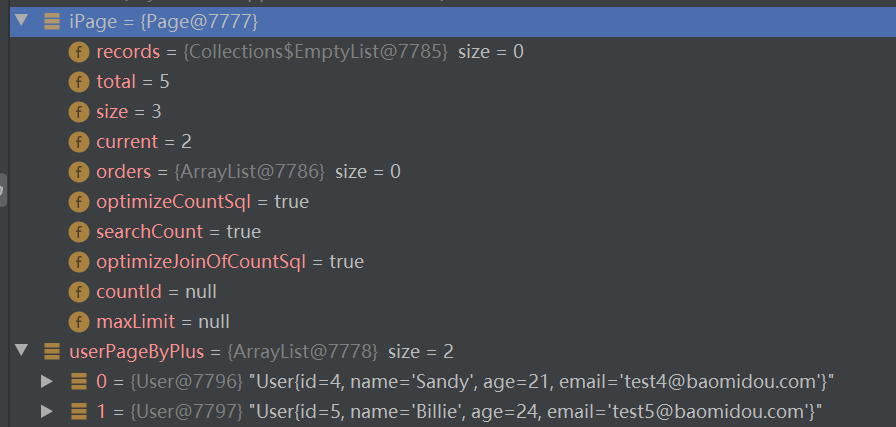 iPage = {Page@7777}
f records = {Collections$EmptyList@7785} size = 0
f total = 5
f size = 3
f current = 2
f orders = {ArrayList@7786} size = 0
f optimizeCountSql = true
f searchCount = true
f optimizeJoinOfCountSql = true
f countId = null
f maxLimit = null
userPageByPlus = {ArrayList@7778} size = 2
0 = {User@7796} "User{id=4, name='Sandy', age=21, email='test4@baomidou.com'}"
1 = {User@7797} "User{id=5, name='Billie', age=24, email='test5@baomidou.com'}"